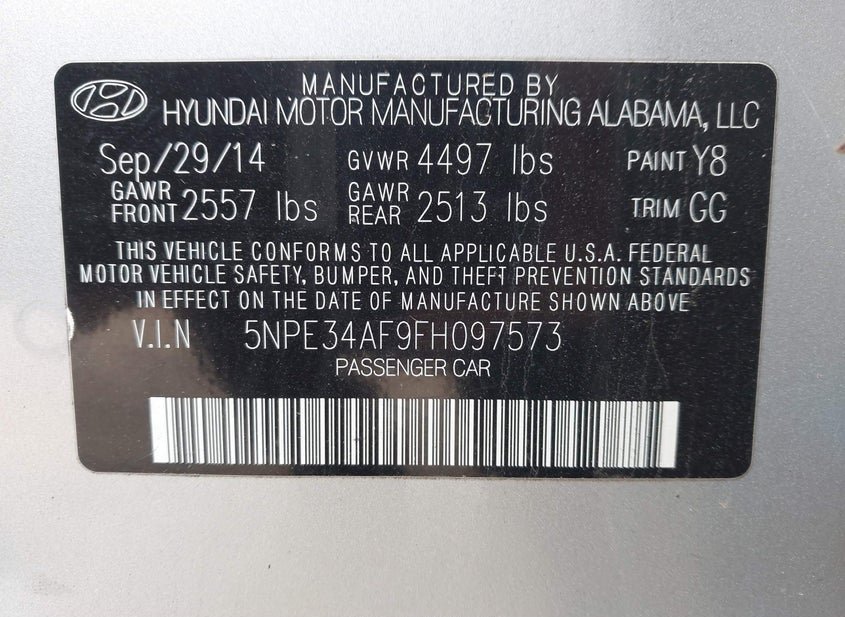 MANUFACTURED BY
HYUNDAI MOTOR MANUFACTURING ALABAMA, LLC
Sep/29/14 GVWR 4497 lbs PAINT Y8
GAWR FRONT 2557 lbs GAWR REAR 2513 lbs TRIM GG
THIS VEHICLE CONFORMS TO ALL APPLICABLE U.S.A. FEDERAL
MOTOR VEHICLE SAFETY, BUMPER, AND THEFT PREVENTION STANDARDS
IN EFFECT ON THE DATE OF MANUFACTURE SHOWN ABOVE
V.I.N 5NPE34AF9FH097573
PASSENGER CAR